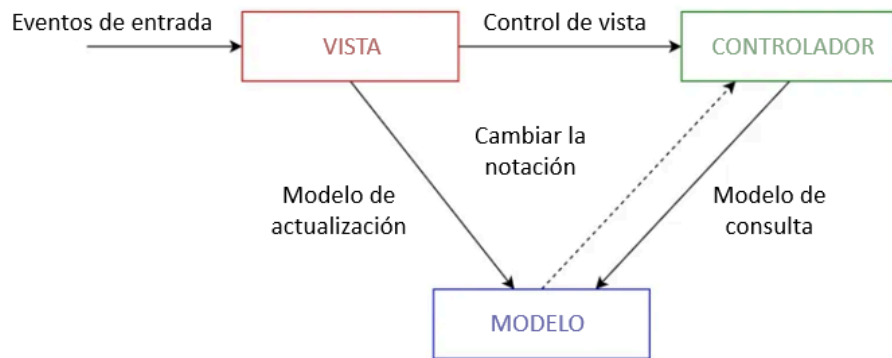 Eventos de entrada
VISTA
Control de vista
CONTROLADOR
Cambiar la
notación
Modelo de
actualización
Modelo de
consulta
MODELO